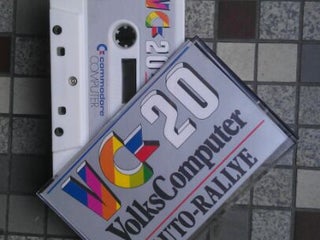 VC
20
commodore
COMPUTER
VC 20
VolksComputer
AUTO-RALLYE